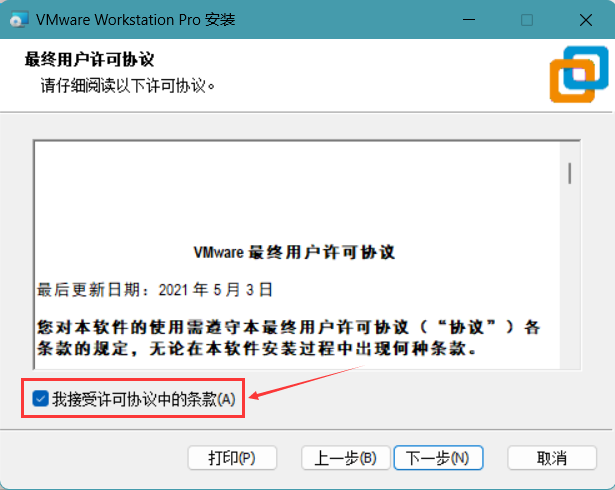 VMware Workstation Pro 安装
最终用户许可协议
请仔细阅读以下许可协议。
VMware 最终用户许可协议
最后更新日期：2021 年 5 月 3 日
您对本软件的使用需遵守本最终用户许可协议（“协议”）各
条款的规定，无论在本软件安装过程中出现何种条款。
我接受许可协议中的条款(A)
打印(P)
上一步(B)
下一步(N)
取消